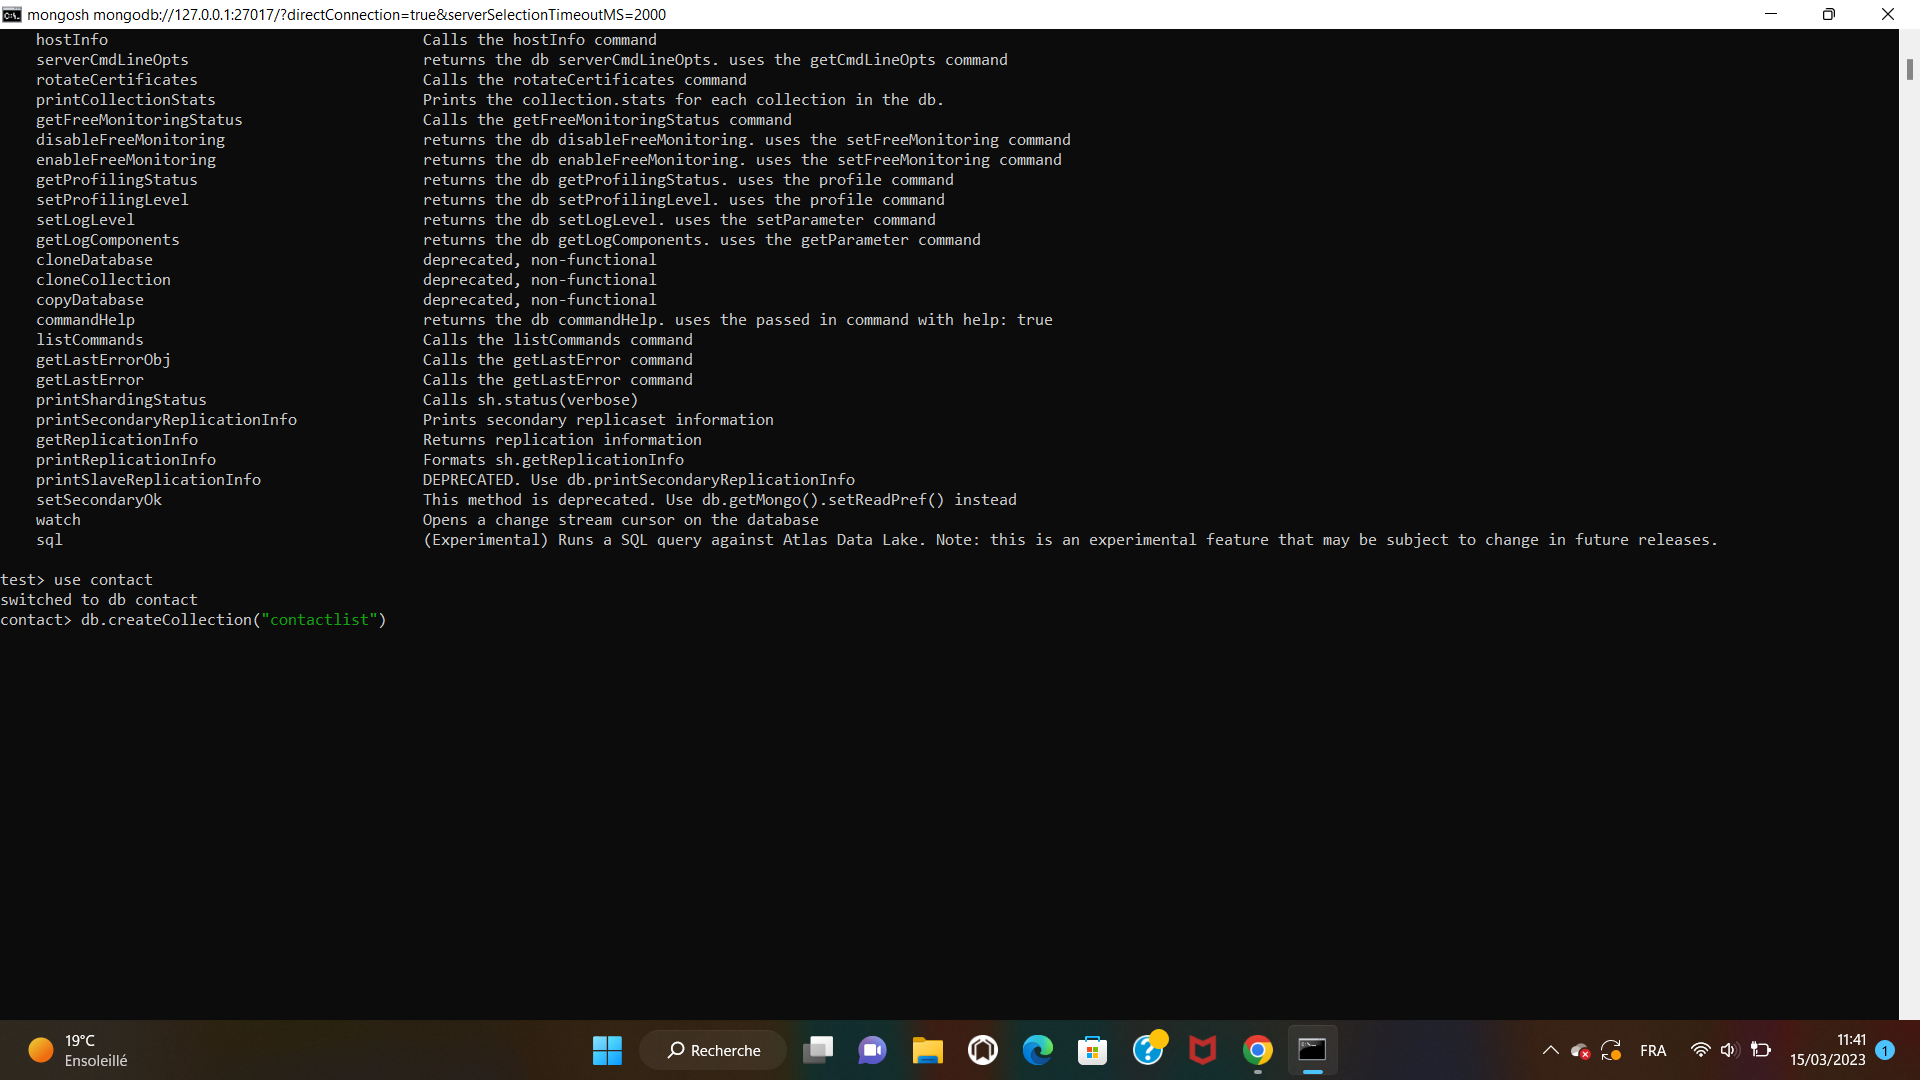 mongosh mongodb://127.0.0.1:27017/?directConnection=true&serverSelectionTimeoutMS=2000
hostInfo Calls the hostInfo command
serverCmdLineOpts returns the db serverCmdLineOpts. uses the getCmdLineOpts command
rotateCertificates Calls the rotateCertificates command
printCollectionStats Prints the collection.stats for each collection in the db.
getFreeMonitoringStatus Calls the getFreeMonitoringStatus command
disableFreeMonitoring returns the db disableFreeMonitoring. uses the setFreeMonitoring command
enableFreeMonitoring returns the db enableFreeMonitoring. uses the setFreeMonitoring command
getProfilingStatus returns the db getProfilingStatus. uses the profile command
setProfilingLevel returns the db setProfilingLevel. uses the profile command
setLogLevel returns the db setLogLevel. uses the setParameter command
getLogComponents returns the db getLogComponents. uses the getParameter command
cloneDatabase deprecated, non-functional
cloneCollection deprecated, non-functional
copyDatabase deprecated, non-functional
commandHelp returns the db commandHelp. uses the passed in command with help: true
listCommands Calls the listCommands command
getLastErrorObj Calls the getLastError command
getLastError Calls the getLastError command
printShardingStatus Calls sh.status(verbose)
printSecondaryReplicationInfo Prints secondary replicaset information
getReplicationInfo Returns replication information
printReplicationInfo Formats sh.getReplicationInfo
printSlaveReplicationInfo DEPRECATED. Use db.printSecondaryReplicationInfo
setSecondaryOk This method is deprecated. Use db.getMongo().setReadPref() instead
watch Opens a change stream cursor on the database
sql (Experimental) Runs a SQL query against Atlas Data Lake. Note: this is an experimental feature that may be subject to change in future releases.
test> use contact
switched to db contact
contact> db.createCollection("contactlist")
19°C
Ensoleillé
Recherche
FRA
11:41
15/03/2023
1